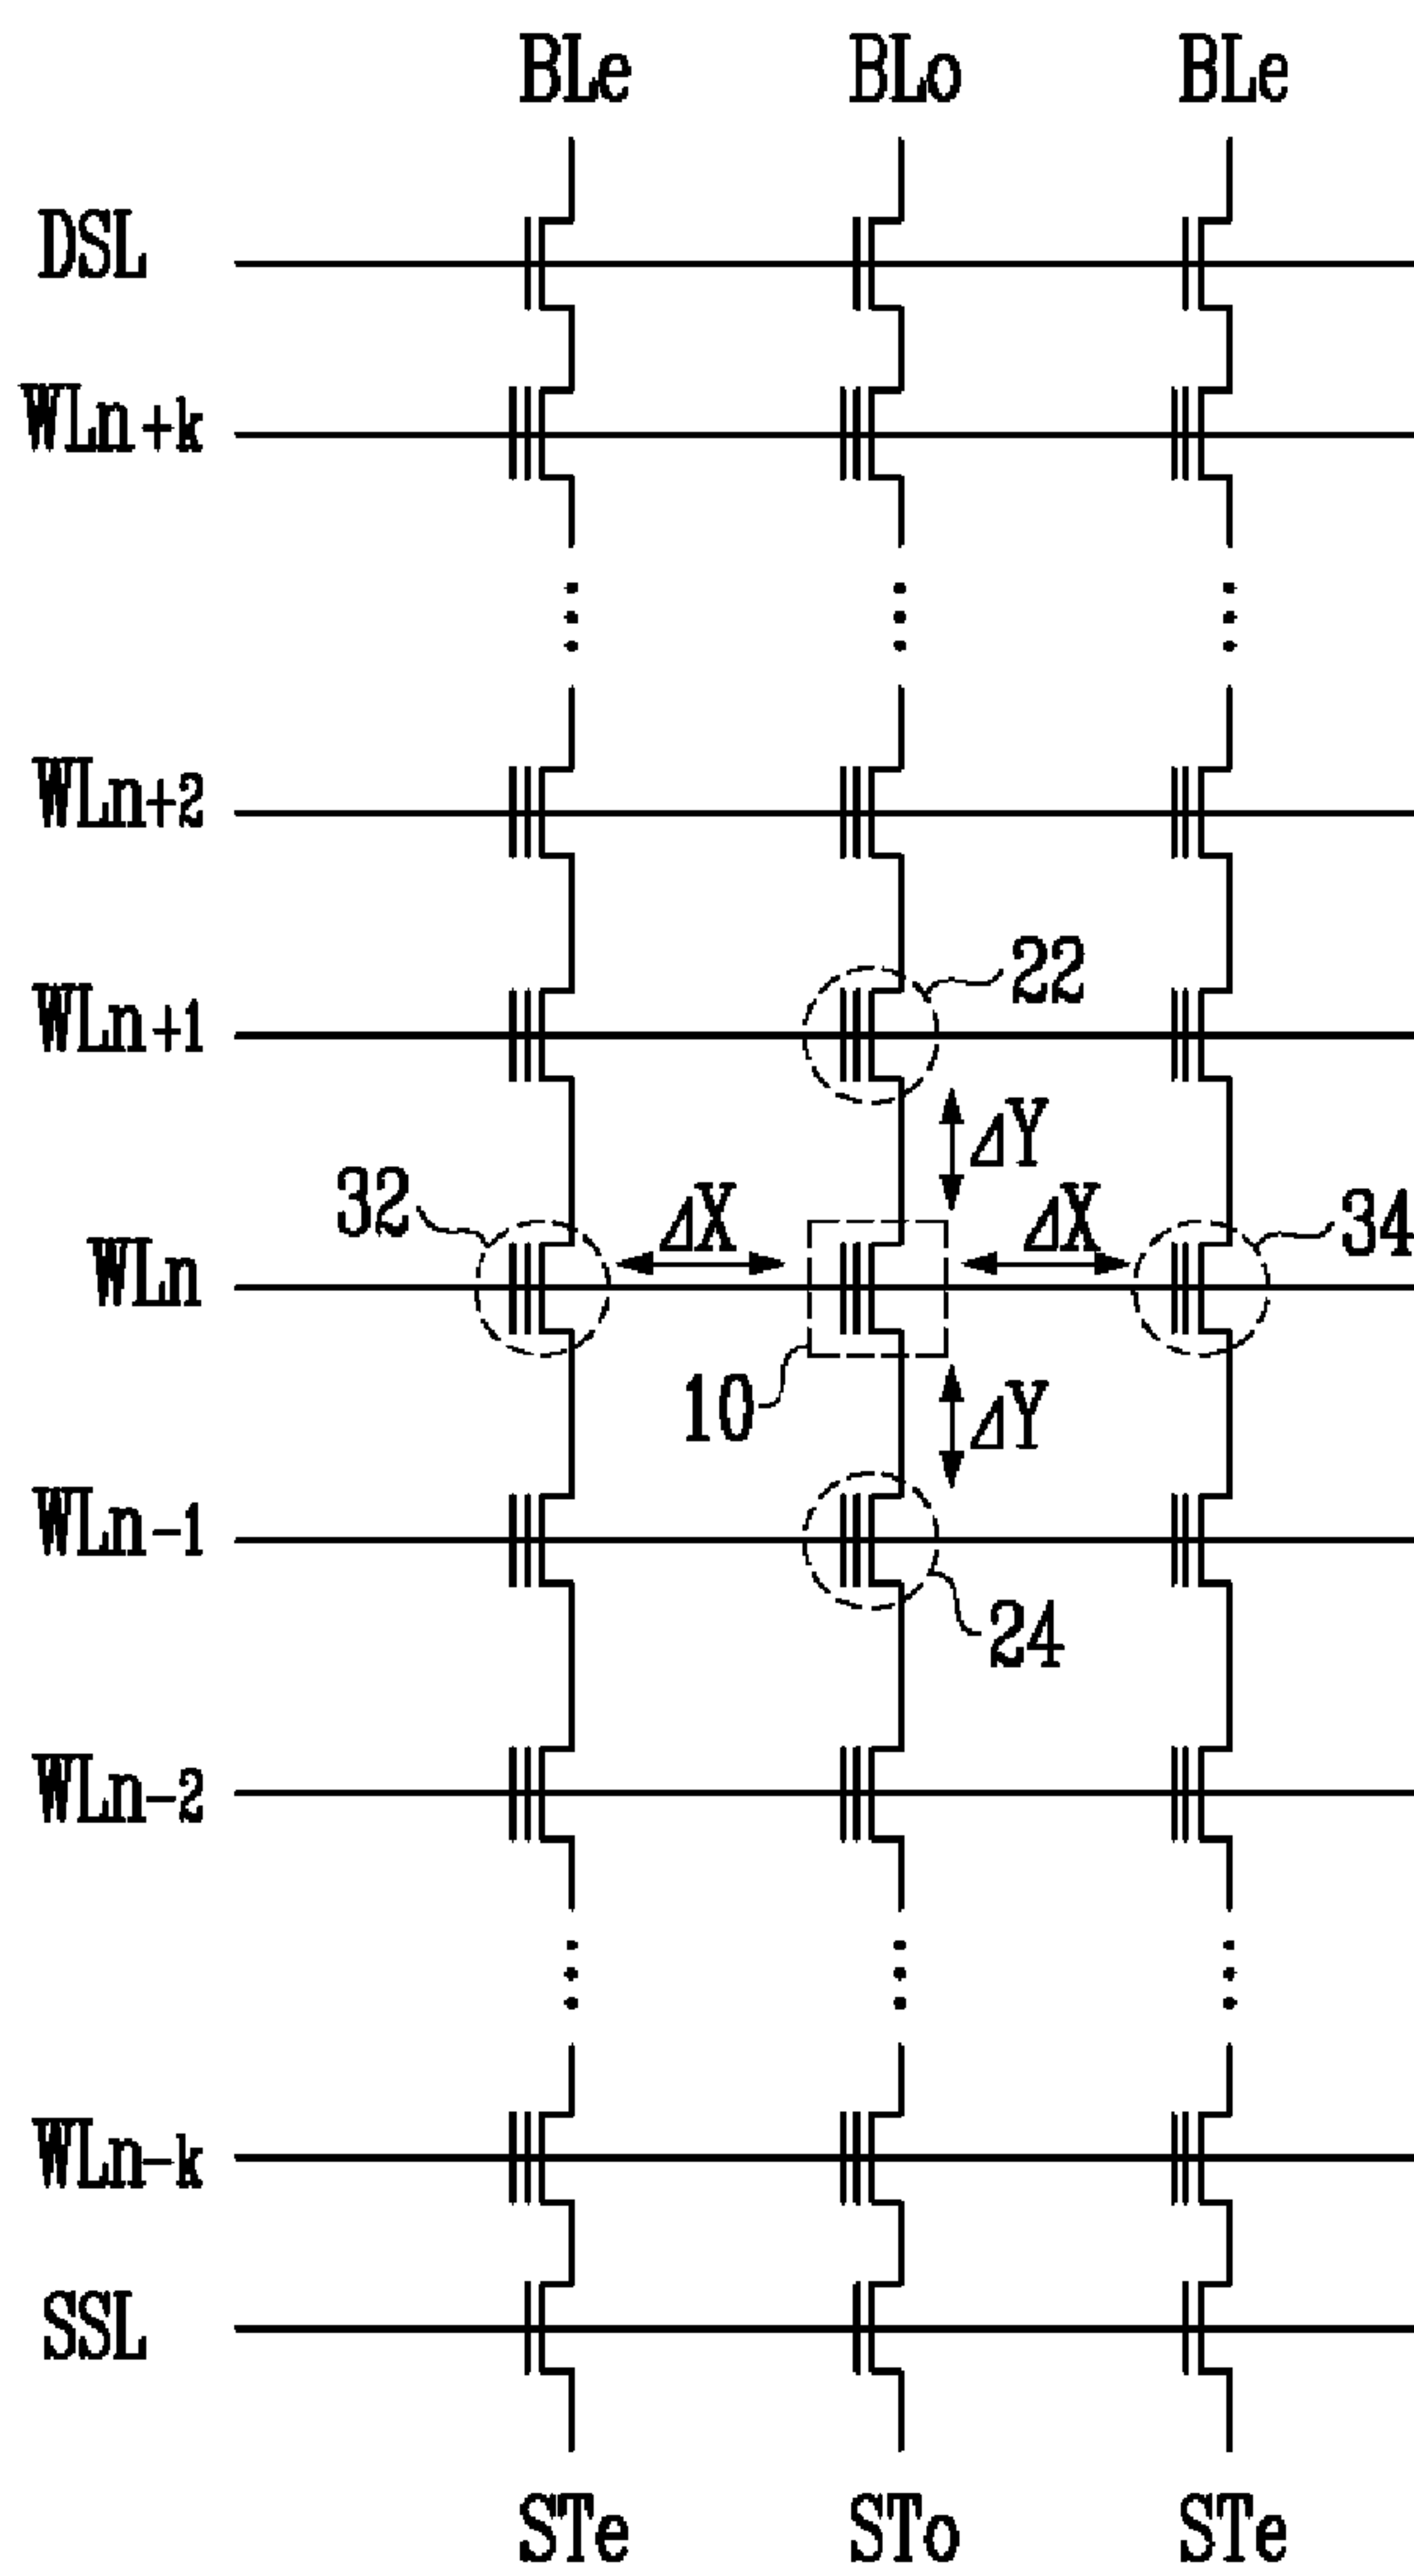 BLe BLo BLe
DSL
WLn+k
WLn+2
22
WLn+1
ΔY
32 ΔX ΔX 34
WLn
10 ΔY
WLn-1
24
WLn-2
WLn-k
SSL
STe STo STe